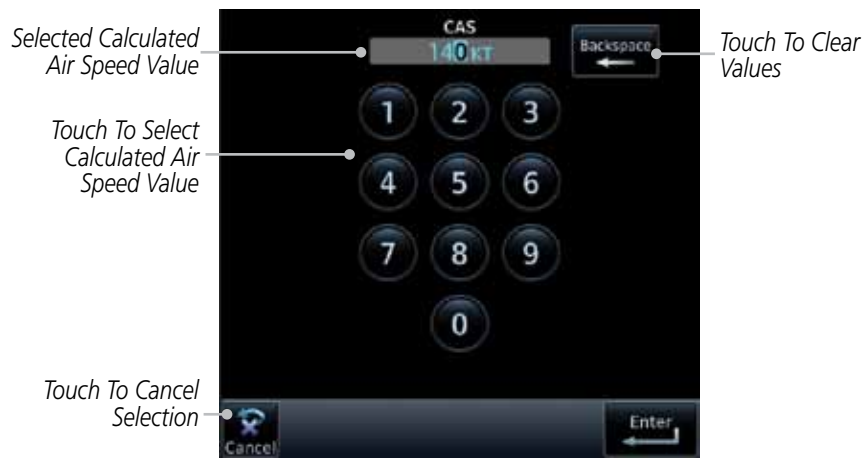 CAS
140 KT
Backspace
Selected Calculated
Air Speed Value
Touch To Clear
Values
1 2 3
Touch To Select
Calculated Air
Speed Value
4 5 6
7 8 9
0
Touch To Cancel
Selection
Cancel
Enter